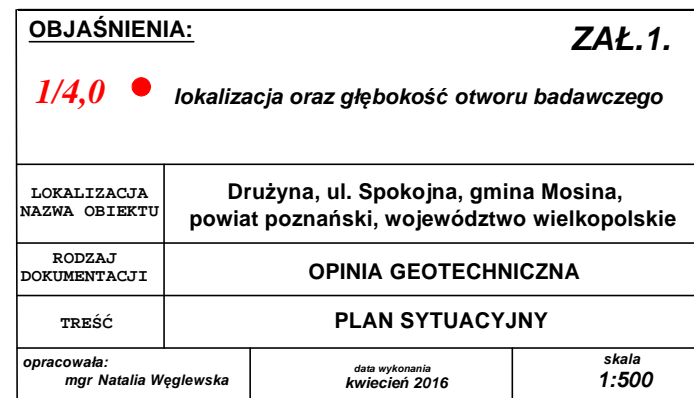 OBJAŚNIENIA:
ZAŁ.1.
1/4,0 lokalizacja oraz głębokość otworu badawczego
LOKALIZACJA
NAZWA OBIEKTU
Drużyna, ul. Spokojna, gmina Mosina,
powiat poznański, województwo wielkopolskie
RODZAJ
DOKUMENTACJI
OPINIA GEOTECHNICZNA
TREŚĆ
PLAN SYTUACYJNY
opracowała:
mgr Natalia Węglewska
data wykonania
kwiecień 2016
skala
1:500